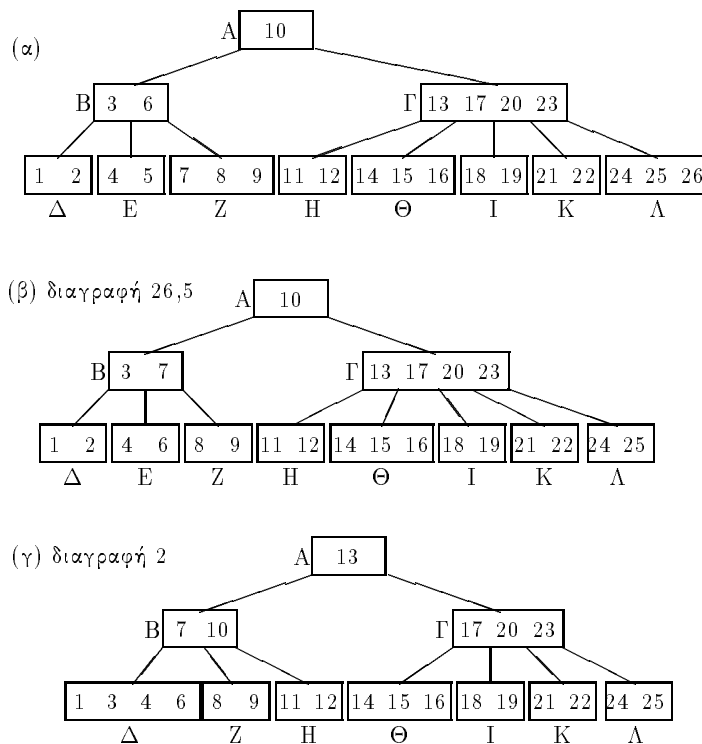 Α 10
(α)
Β 3 6 Γ 13 17 20 23
1 2 4 5 7 8 9 11 12 14 15 16 18 19 21 22 24 25 26
Δ Ε Ζ Η Θ Ι Κ Λ
(β) διαγραφή 26,5 Α 10
Β 3 7 Γ 13 17 20 23
1 2 4 6 8 9 11 12 14 15 16 18 19 21 22 24 25
Δ Ε Ζ Η Θ Ι Κ Λ
(γ) διαγραφή 2 Α 13
Β 7 10 Γ 17 20 23
1 3 4 6 8 9 11 12 14 15 16 18 19 21 22 24 25
Δ Ζ Η Θ Ι Κ Λ